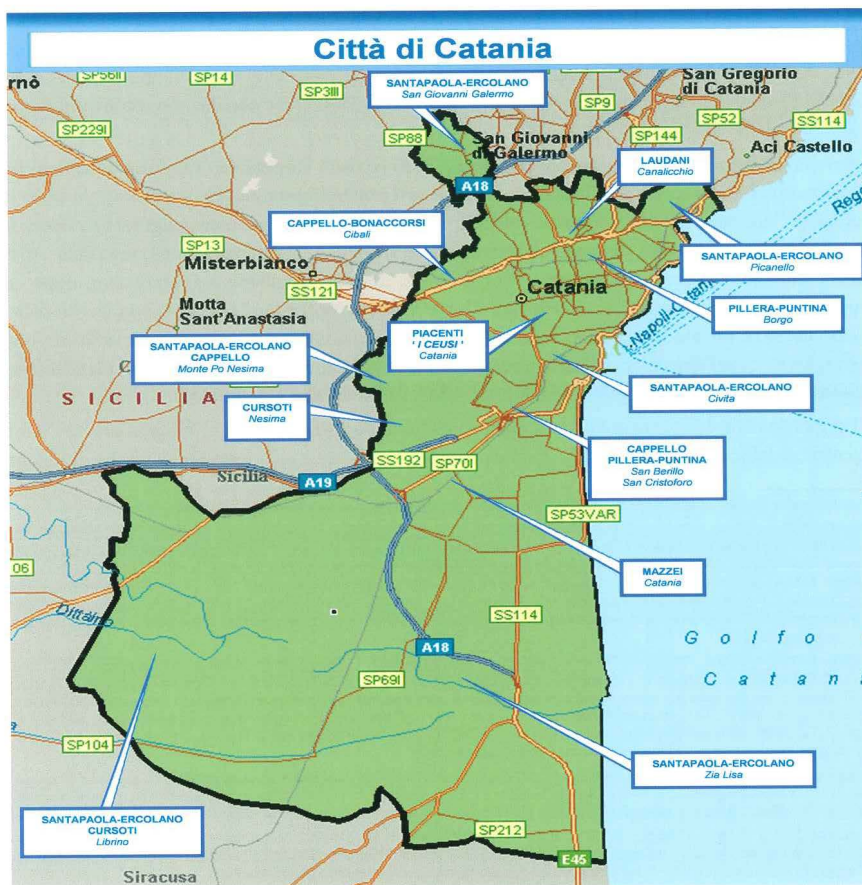 Città di Catania
SP56II
SP14
SP3III
SANTAPAOLA-ERCOLANO
San Giovanni Galermo
SP9
San Gregorio
di Catania
rnò
SP229I
SP88
San Giovanni
di Galermo
SP144
SP52
SS114
Aci Castello
A18
LAUDANI
Canalicchio
CAPPELLO-BONACCORSI
Cibali
SP13
Misterbianco
SS121
SANTAPAOLA-ERCOLANO
Picanello
Catania
Motta
Sant'Anastasia
PILLERA-PUNTINA
Borgo
Napoli-Catania
PIACENTI
' I CEUSI '
Catania
SANTAPAOLA-ERCOLANO
CAPPELLO
Monte Po Nesima
SICILIA
SANTAPAOLA-ERCOLANO
Civita
CURSOTI
Nesima
CAPPELLO
PILLERA-PUNTINA
San Berillo
San Cristoforo
SS192
SP70I
Sicilia
A19
SP53VAR
06
MAZZEI
Catania
Dittaino
SS114
Golfo
A18
SP69I
Catan
SP104
SANTAPAOLA-ERCOLANO
Zia Lisa
SANTAPAOLA-ERCOLANO
CURSOTI
Librino
SP212
E45
Siracusa